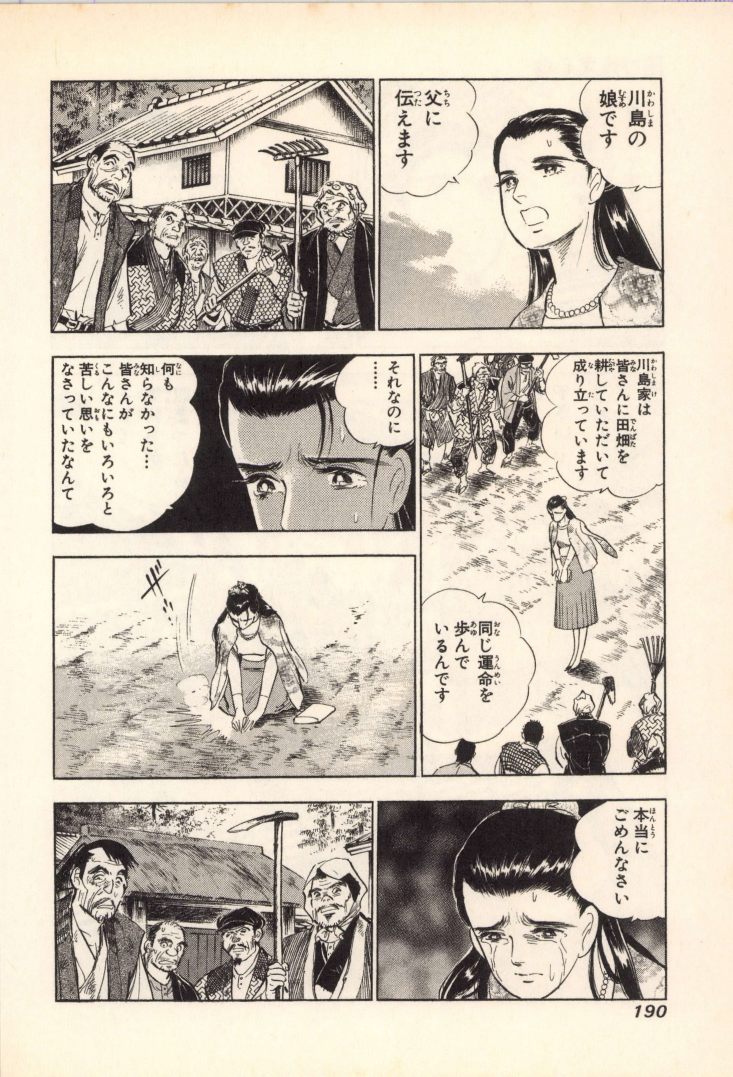 川島の
娘です
父に
伝えます
川島家は
皆さんに田畑を
耕していただいて
成り立っています
同じ運命を
歩んで
いるんです
それなのに
……
何も
知らなかった…
皆さんが
こんなにもいろいろと
苦しい思いを
なさっていたなんて
ザ‥
本当に
ごめんなさい
190